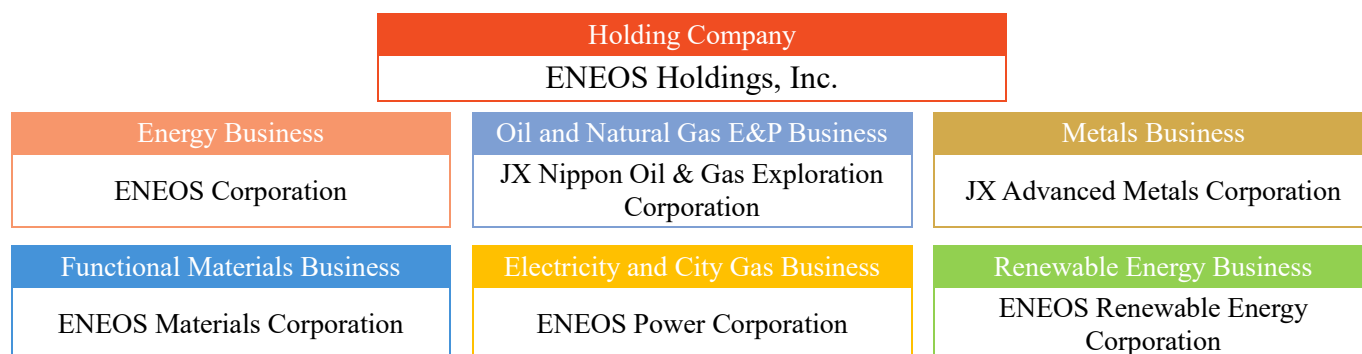 Holding Company
ENEOS Holdings, Inc.
Energy Business
ENEOS Corporation
Oil and Natural Gas E&P Business
JX Nippon Oil & Gas Exploration
Corporation
Metals Business
JX Advanced Metals Corporation
Functional Materials Business
ENEOS Materials Corporation
Electricity and City Gas Business
ENEOS Power Corporation
Renewable Energy Business
ENEOS Renewable Energy
Corporation